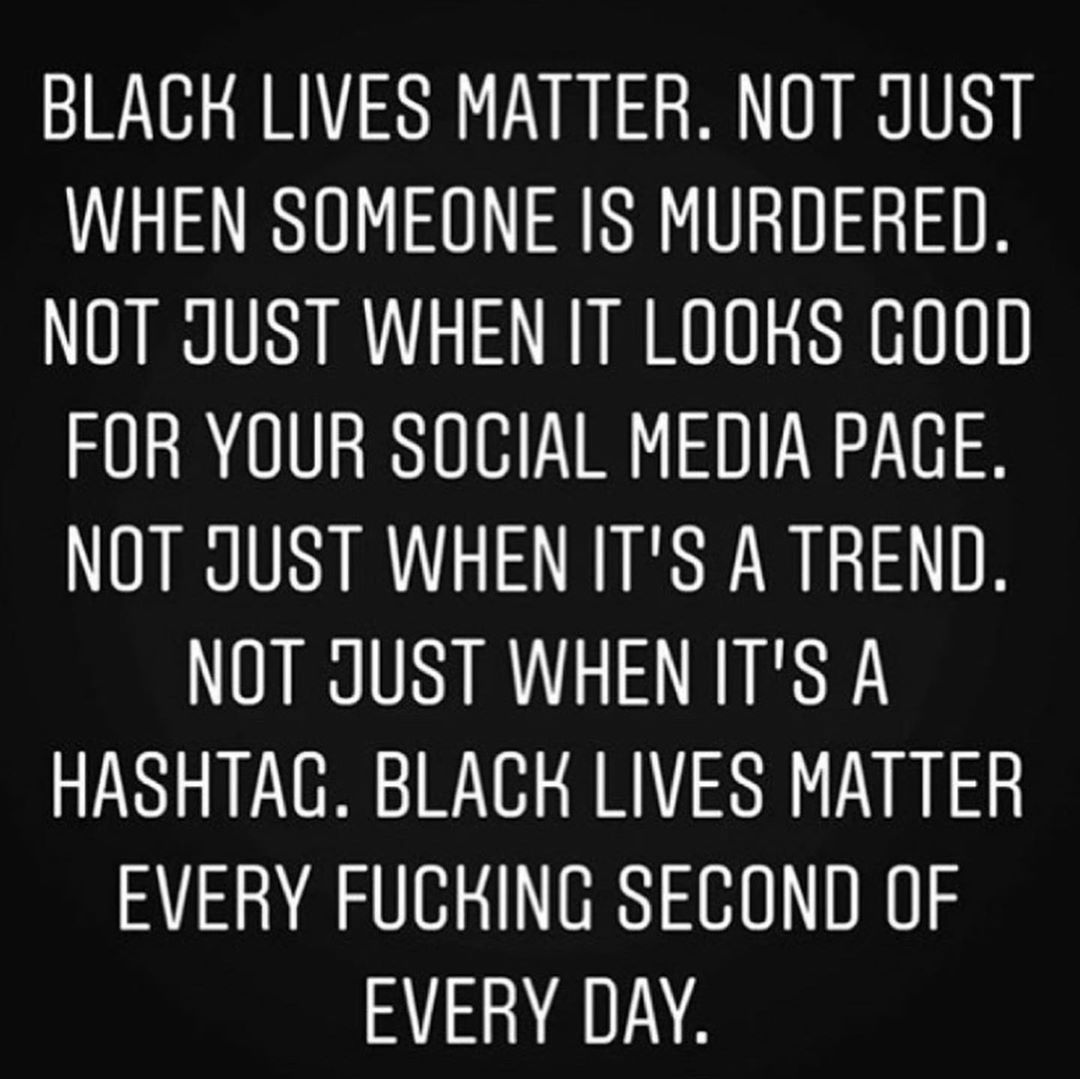 BLACK LIVES MATTER. NOT JUST
WHEN SOMEONE IS MURDERED.
NOT JUST WHEN IT LOOKS GOOD
FOR YOUR SOCIAL MEDIA PAGE.
NOT JUST WHEN IT'S A TREND.
NOT JUST WHEN IT'S A
HASHTAG. BLACK LIVES MATTER
EVERY FUCKING SECOND OF
EVERY DAY.